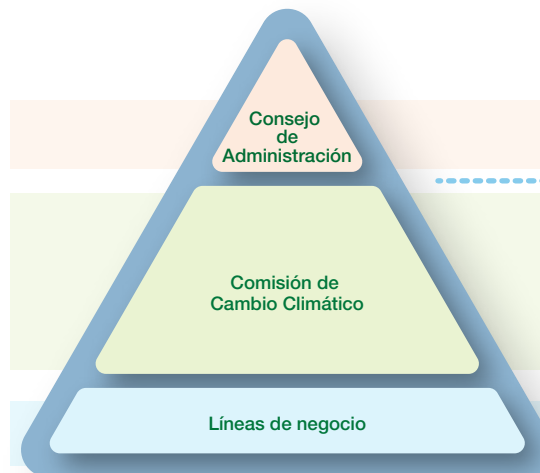 Consejo
de
Administración
Comisión de
Cambio Climático
Líneas de negocio